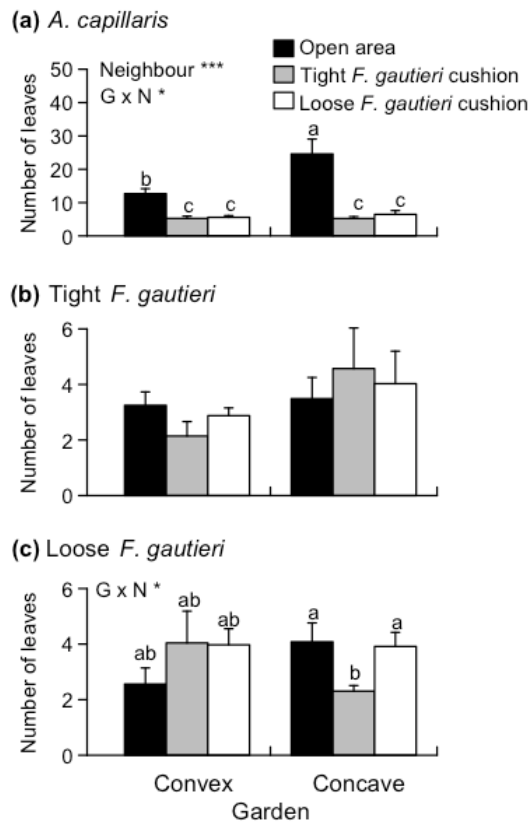 (a) A. capillaris
Open area
Tight F. gautieri cushion
Loose F. gautieri cushion
Neighbour ***
G x N *
Number of leaves
50
40
30
20
10
0
b
c
c
a
c
c
(b) Tight F. gautieri
Number of leaves
6
4
2
0
(c) Loose F. gautieri
G x N *
Number of leaves
6
4
2
0
ab
ab
ab
a
b
a
Convex
Concave
Garden